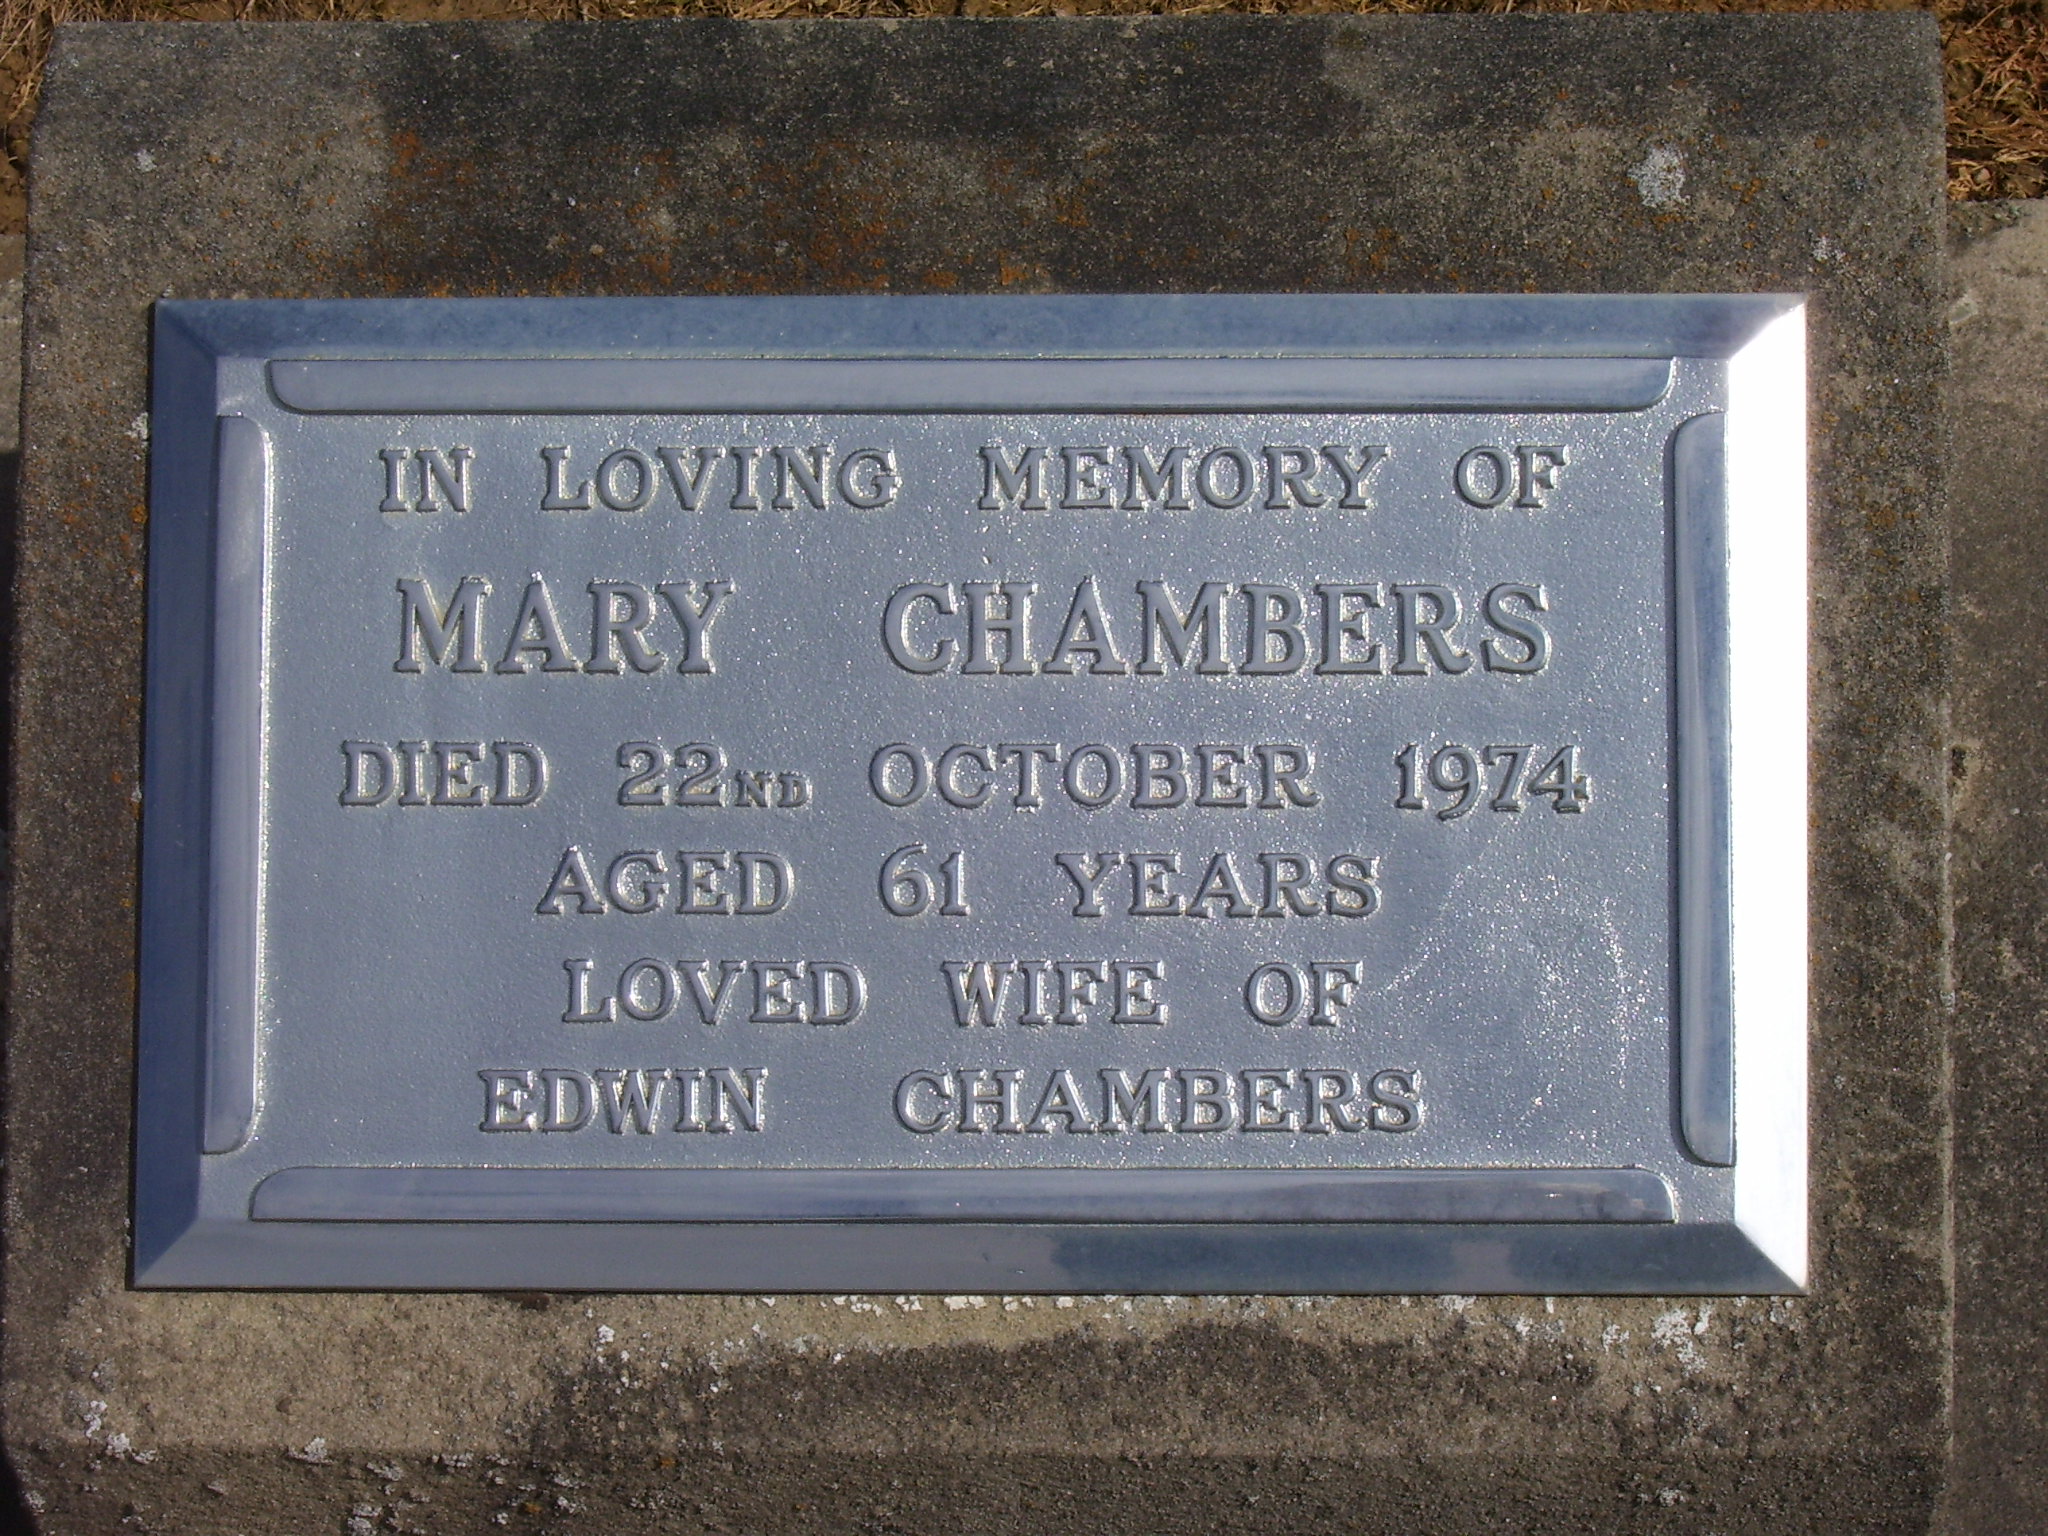 IN LOVING MEMORY OF
MARY CHAMBERS
DIED 22ND OCTOBER 1974
AGED 61 YEARS
LOVED WIFE OF
EDWIN CHAMBERS